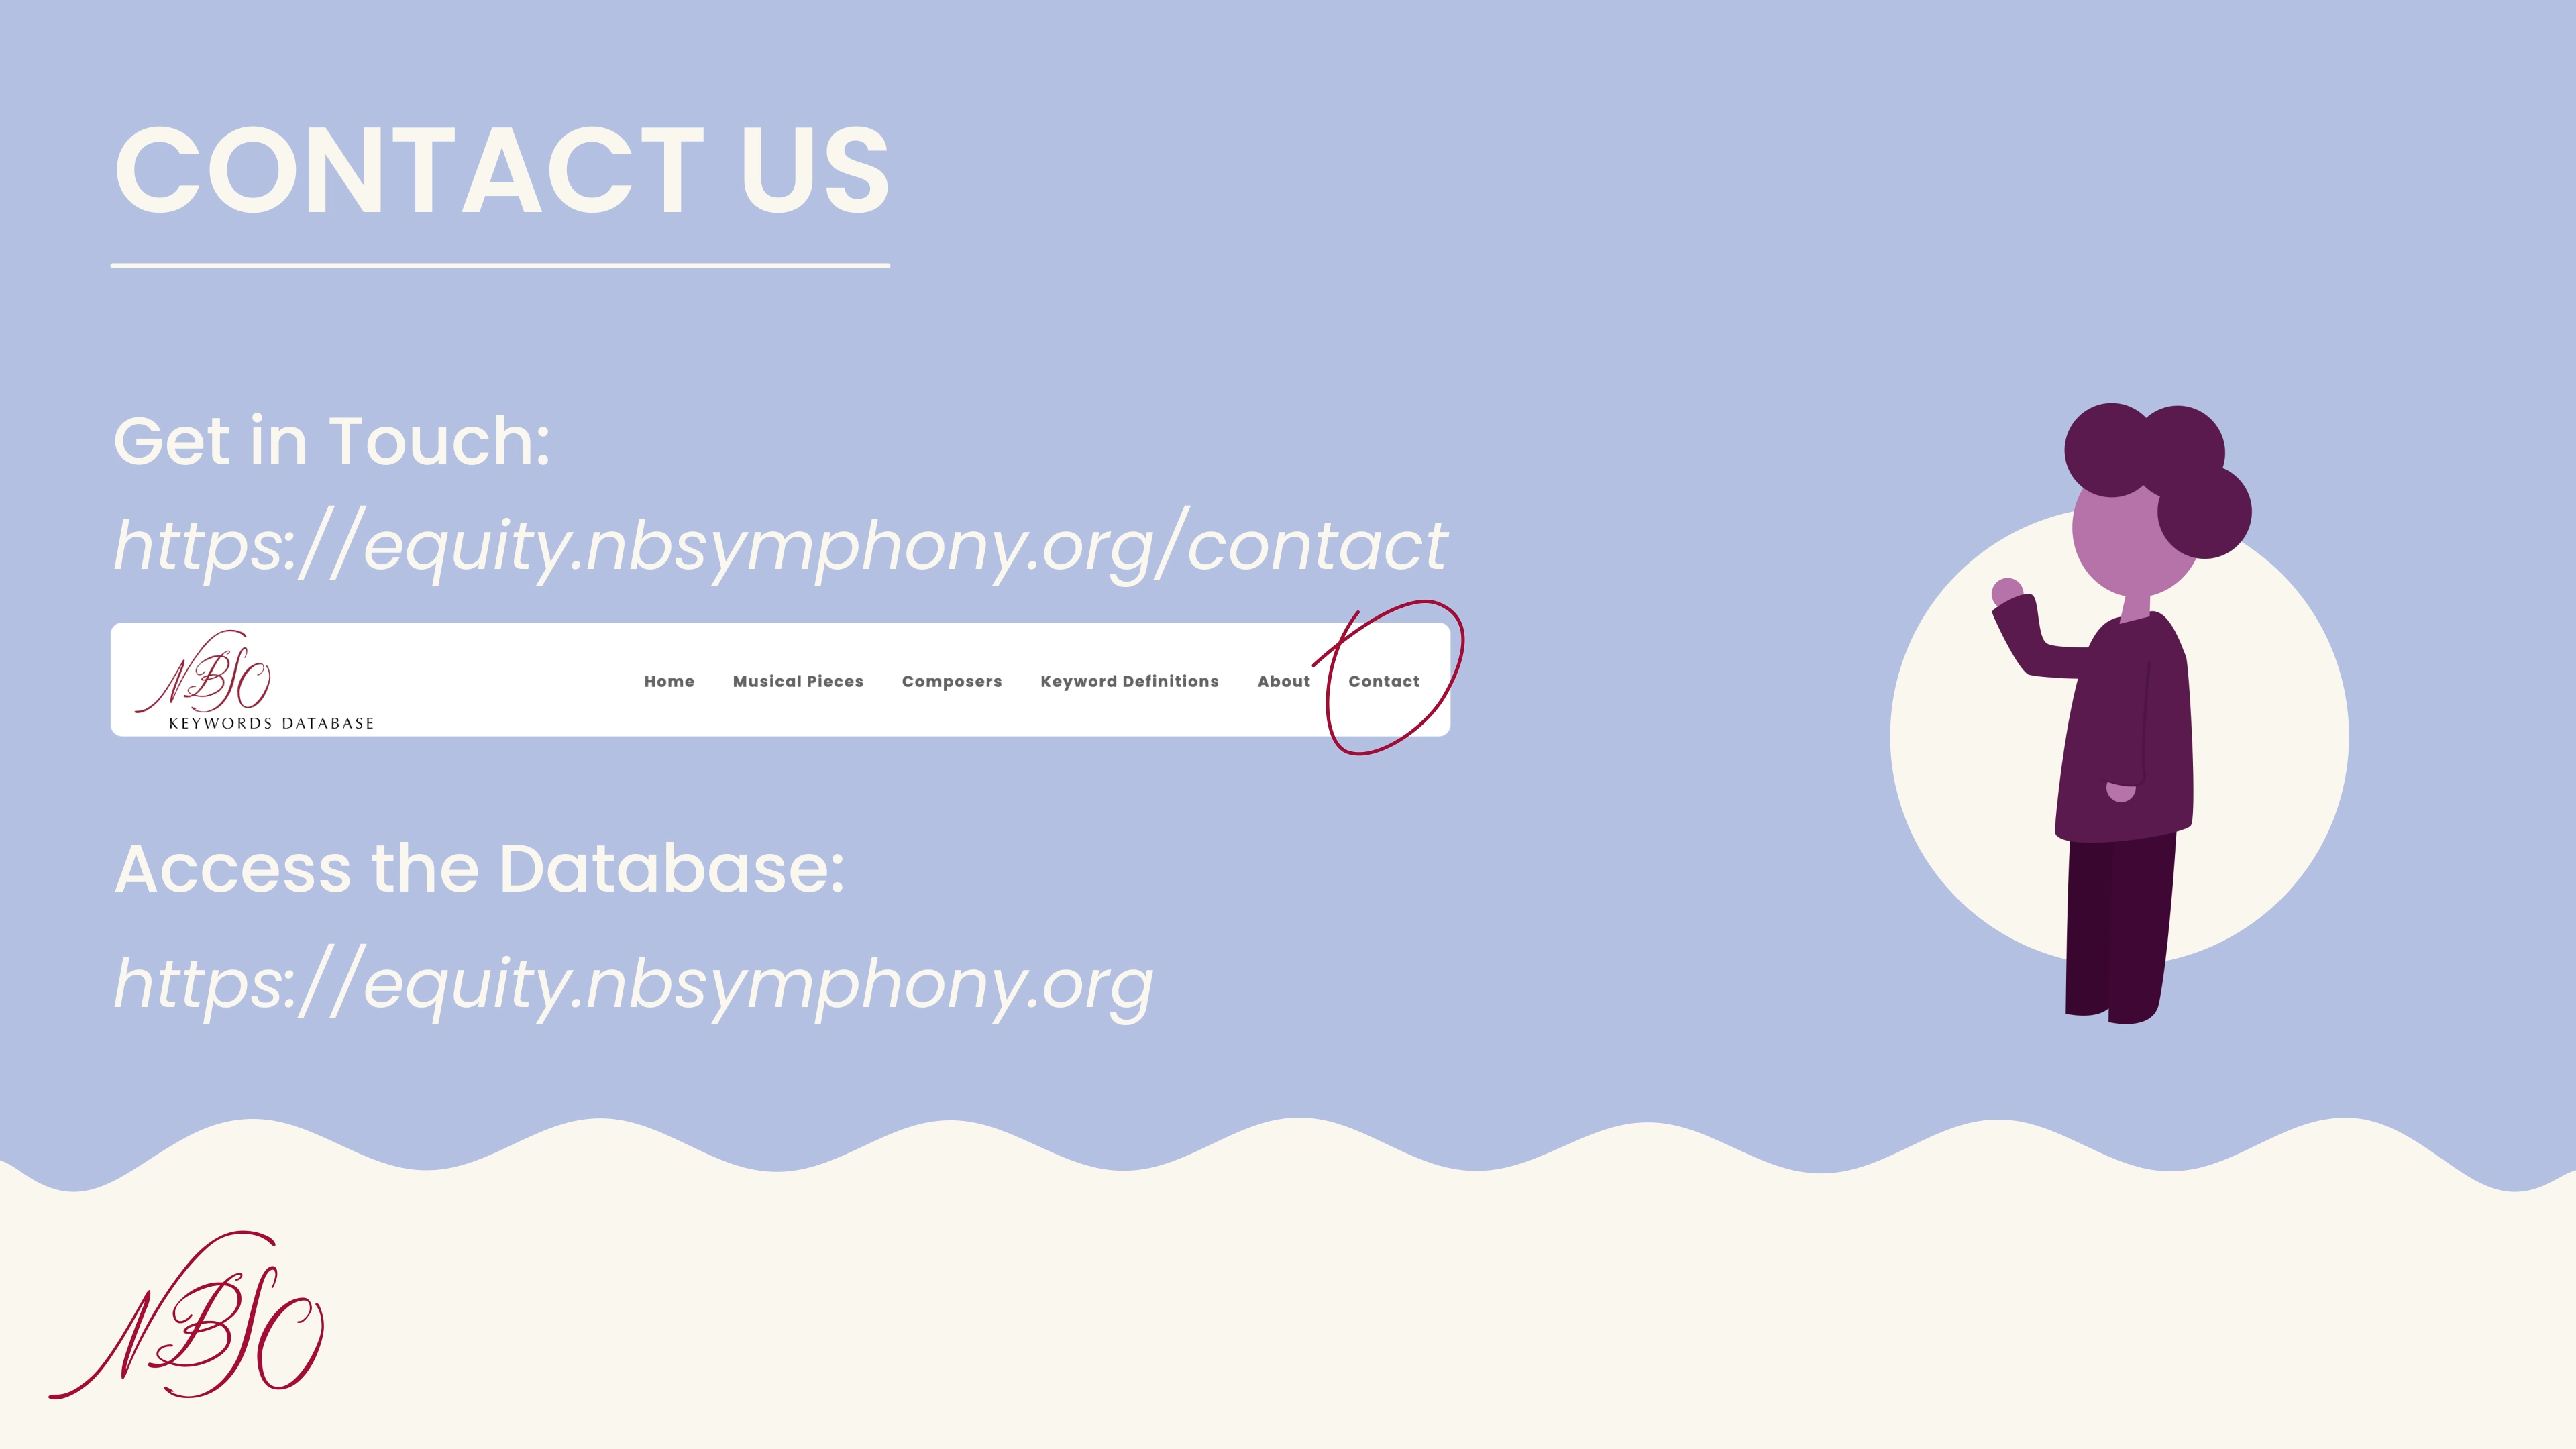 CONTACT US
Get in Touch:
https://equity.nbsymphony.org/contact
NBSO
KEYWORDS DATABASE
Home Musical Pieces Composers Keyword Definitions About Contact
Access the Database:
https://equity.nbsymphony.org
NBSO